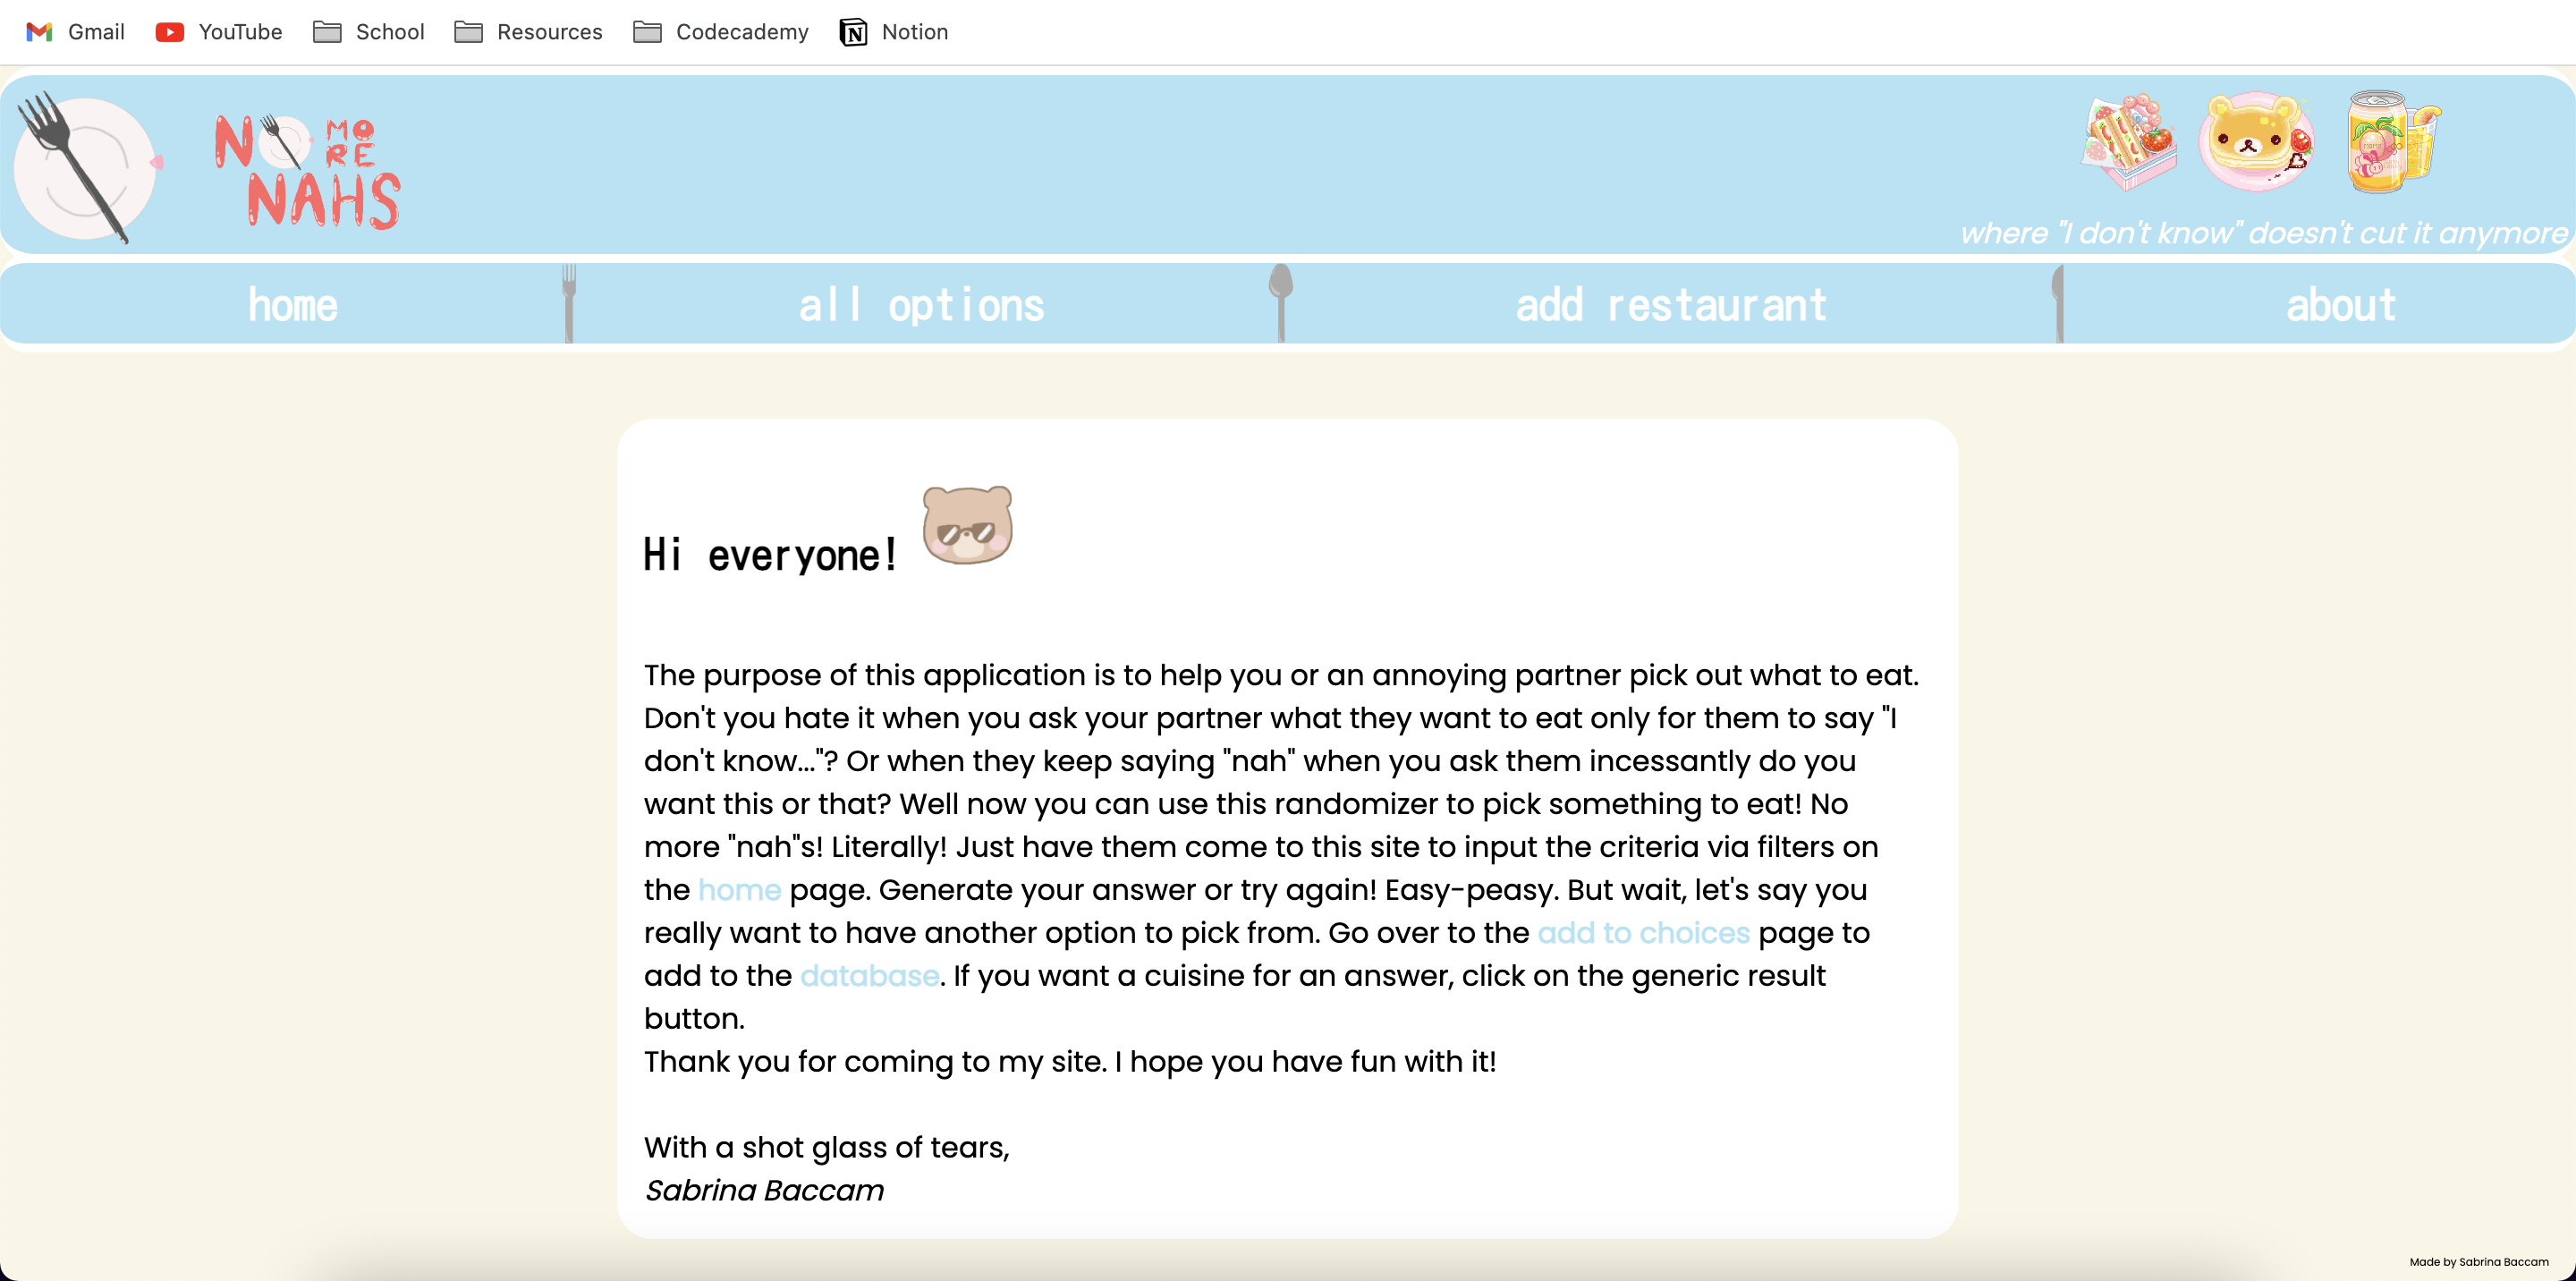 Gmail YouTube School Resources Codecademy Notion
NO MORE
NAHS
where "I don't know" doesn't cut it anymore
home all options add restaurant about
Hi everyone!
The purpose of this application is to help you or an annoying partner pick out what to eat.
Don't you hate it when you ask your partner what they want to eat only for them to say "I
don't know..."? Or when they keep saying "nah" when you ask them incessantly do you
want this or that? Well now you can use this randomizer to pick something to eat! No
more "nah"s! Literally! Just have them come to this site to input the criteria via filters on
the home page. Generate your answer or try again! Easy-peasy. But wait, let's say you
really want to have another option to pick from. Go over to the add to choices page to
add to the database. If you want a cuisine for an answer, click on the generic result
button.
Thank you for coming to my site. I hope you have fun with it!
With a shot glass of tears,
Sabrina Baccam
Made by Sabrina Baccam